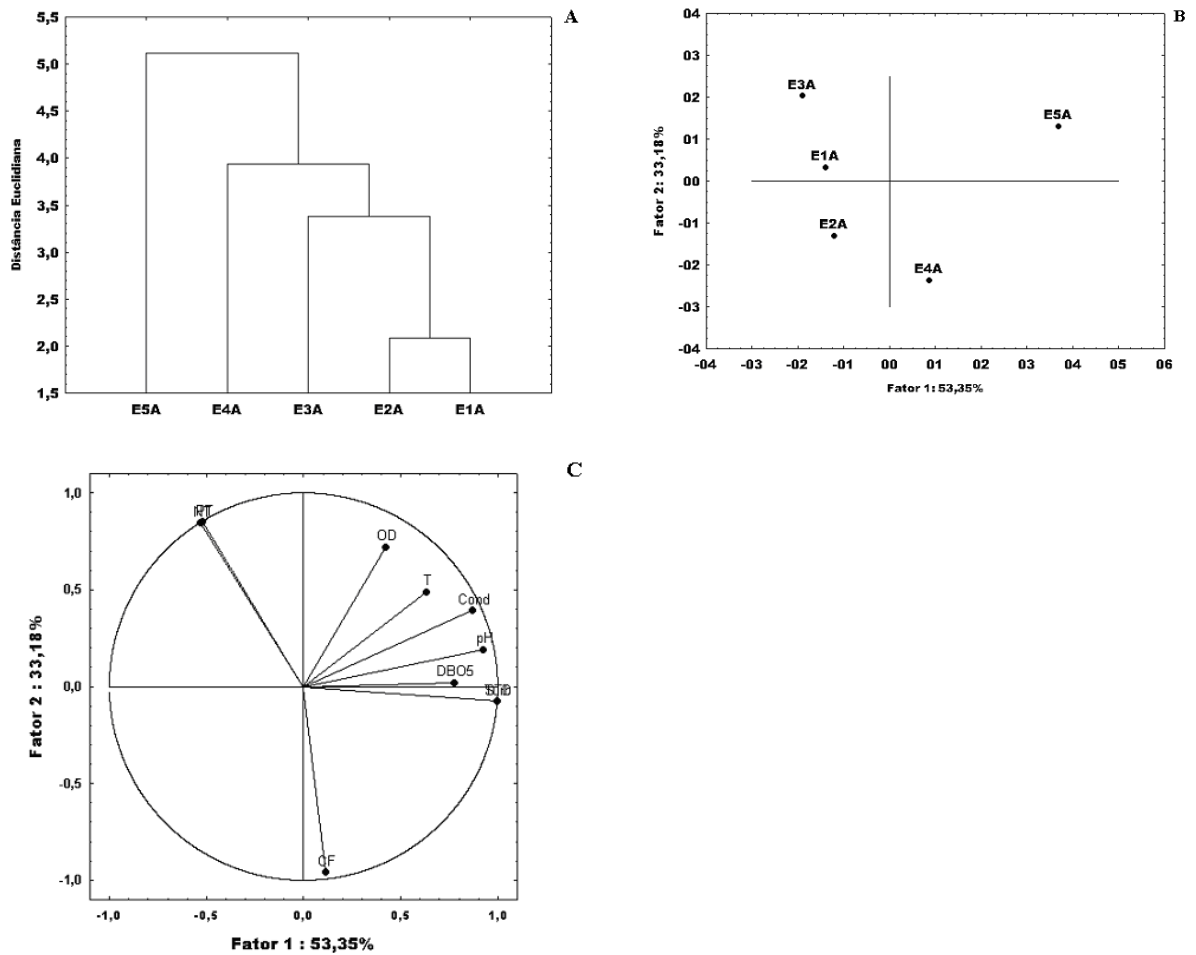 A
5,5
5,0
4,5
4,0
3,5
3,0
2,5
2,0
1,5
Distância Euclidiana
E5A E4A E3A E2A E1A
B
04
03
02
01
00
-01
-02
-03
-04
Fator 2: 33,18%
E3A
E5A
E1A
E2A
E4A
-04 -03 -02 -01 00 01 02 03 04 05 06
Fator 1: 53,35%
C
1,0
0,5
0,0
-0,5
-1,0
Fator 2 : 33,18%
OD
T
Cond
pH
DBO5
CF
-1,0 -0,5 0,0 0,5 1,0
Fator 1 : 53,35%